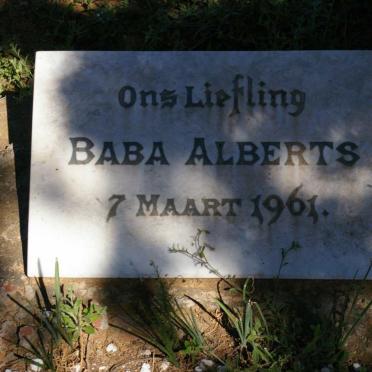 Ons Liefling
Baba Alberts
7 Maart 1961.